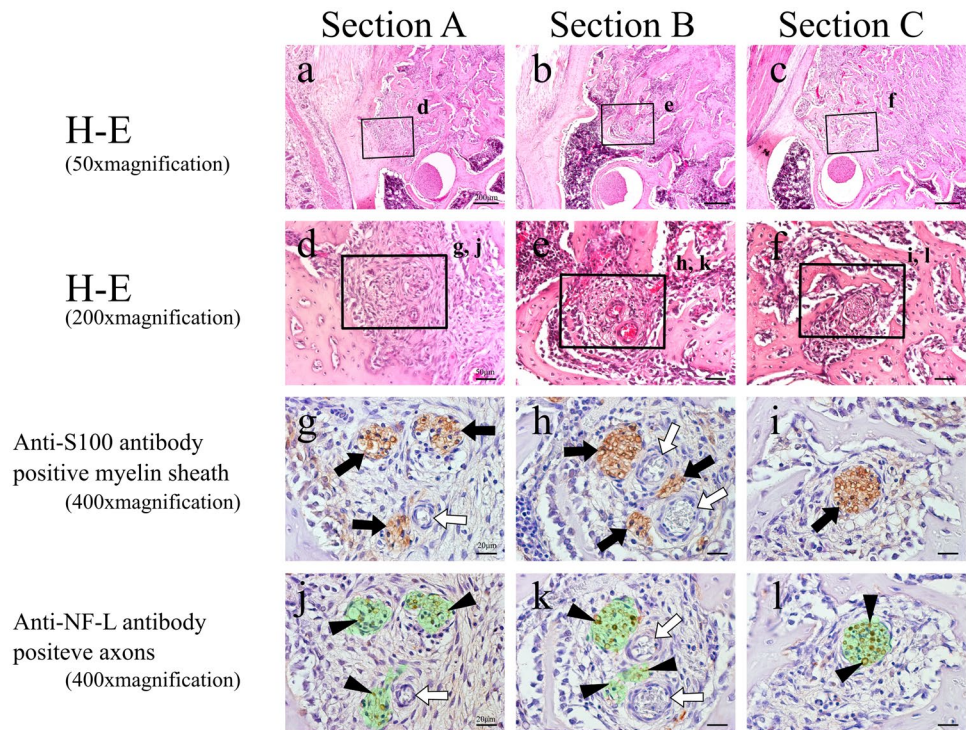 Section A Section B Section C
a b c
d e f
H-E
(50xmagnification)
200μm
d e f
g, j h, k i, l
H-E
(200xmagnification)
50μm
g h i
Anti-S100 antibody
positive myelin sheath
(400xmagnification)
20μm
j k l
Anti-NF-L antibody
positeve axons
(400xmagnification)
20μm